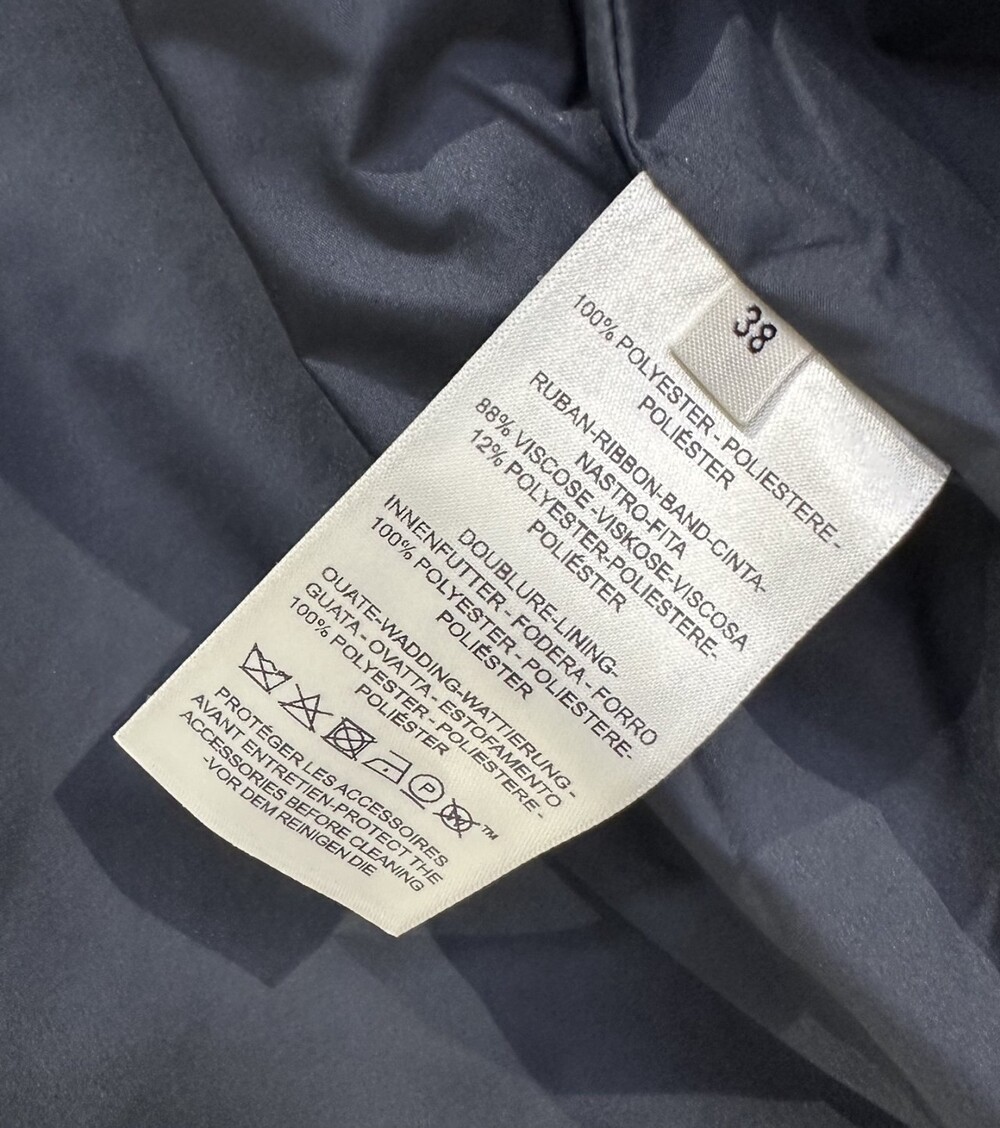 38
100% POLYESTER - POLIESTERE -
POLIÉSTER
RUBAN-RIBBON-BAND-CINTA-
NASTRO-FITA
88% VISCOSE -VISKOSE-VISCOSA
12% POLYESTER-POLIESTERE-
POLIÉSTER
DOUBLURE-LINING-
INNENFUTTER - FODERA - FORRO
100% POLYESTER - POLIESTERE-
POLIÉSTER
OUATE-WADDING-WATTIERUNG-
GUATA - OVATTA - ESTOFAMENTO
100% POLYESTER - POLIESTERE -
POLIÉSTER
P
TM
PROTÉGER LES ACCESSOIRES
AVANT ENTRETIEN-PROTECT THE
ACCESSORIES BEFORE CLEANING
-VOR DEM REINIGEN DIE